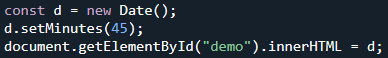 const d = new Date();
d.setMinutes(45);
document.getElementById("demo").innerHTML = d;